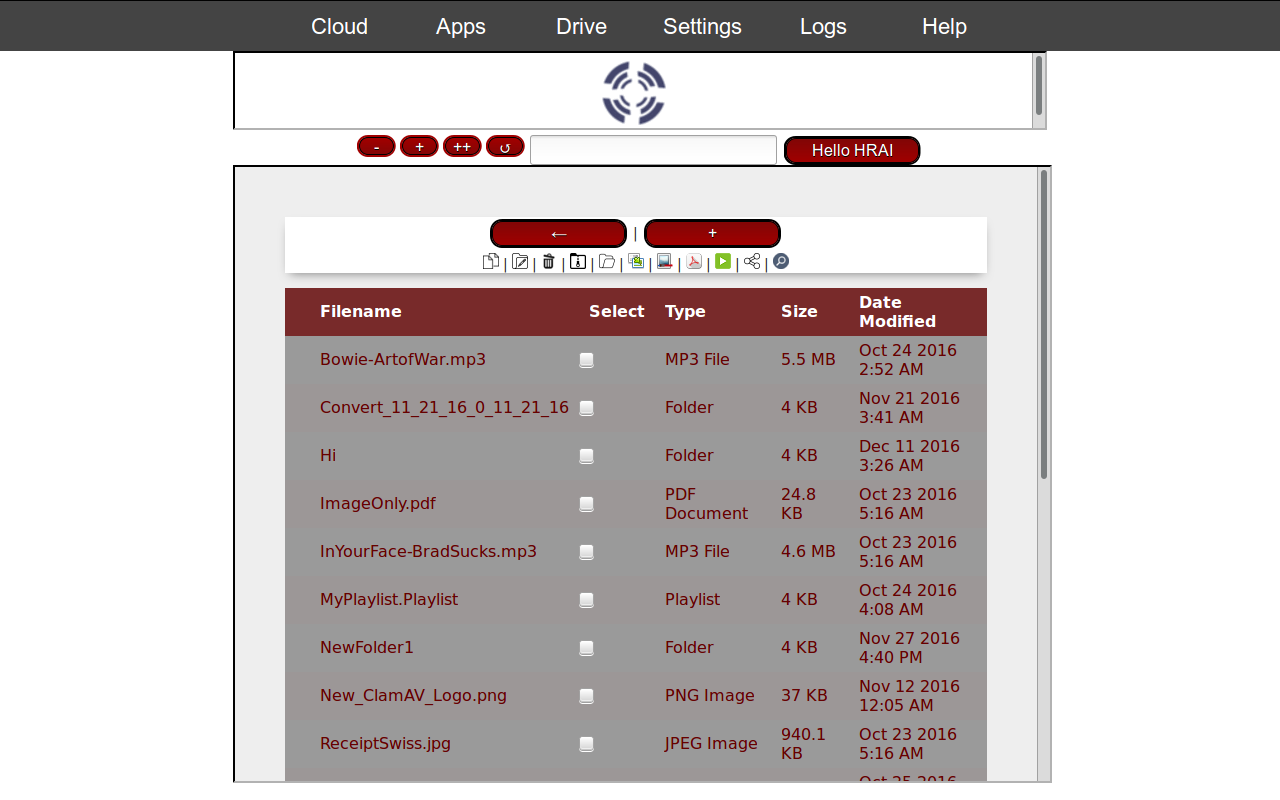 Cloud Apps Drive Settings Logs Help
- + ++ ↺ Hello HRAI
← | +
| | | | | | | | | |
Filename Select Type Size Date Modified
Bowie-ArtofWar.mp3 MP3 File 5.5 MB Oct 24 2016 2:52 AM
Convert_11_21_16_0_11_21_16 Folder 4 KB Nov 21 2016 3:41 AM
Hi Folder 4 KB Dec 11 2016 3:26 AM
ImageOnly.pdf PDF Document 24.8 KB Oct 23 2016 5:16 AM
InYourFace-BradSucks.mp3 MP3 File 4.6 MB Oct 23 2016 5:16 AM
MyPlaylist.Playlist Playlist 4 KB Oct 24 2016 4:08 AM
NewFolder1 Folder 4 KB Nov 27 2016 4:40 PM
New_ClamAV_Logo.png PNG Image 37 KB Nov 12 2016 12:05 AM
ReceiptSwiss.jpg JPEG Image 940.1 KB Oct 23 2016 5:16 AM
Oct 25 2016